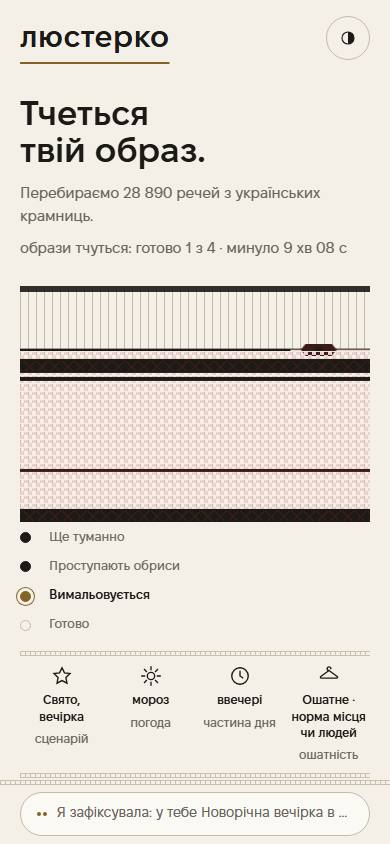 люстерко
Тчеться
твій образ.
Перебираємо 28 890 речей з українських
крамниць.
образи тчуться: готово 1 з 4 · минуло 9 хв 08 с
Ще туманно
Проступають обриси
Вимальовується
Готово
Свято,
вечірка
сценарій
мороз
погода
ввечері
частина дня
Ошатне ·
норма місця
чи людей
ошатність
Я зафіксувала: у тебе Новорічна вечірка в ...